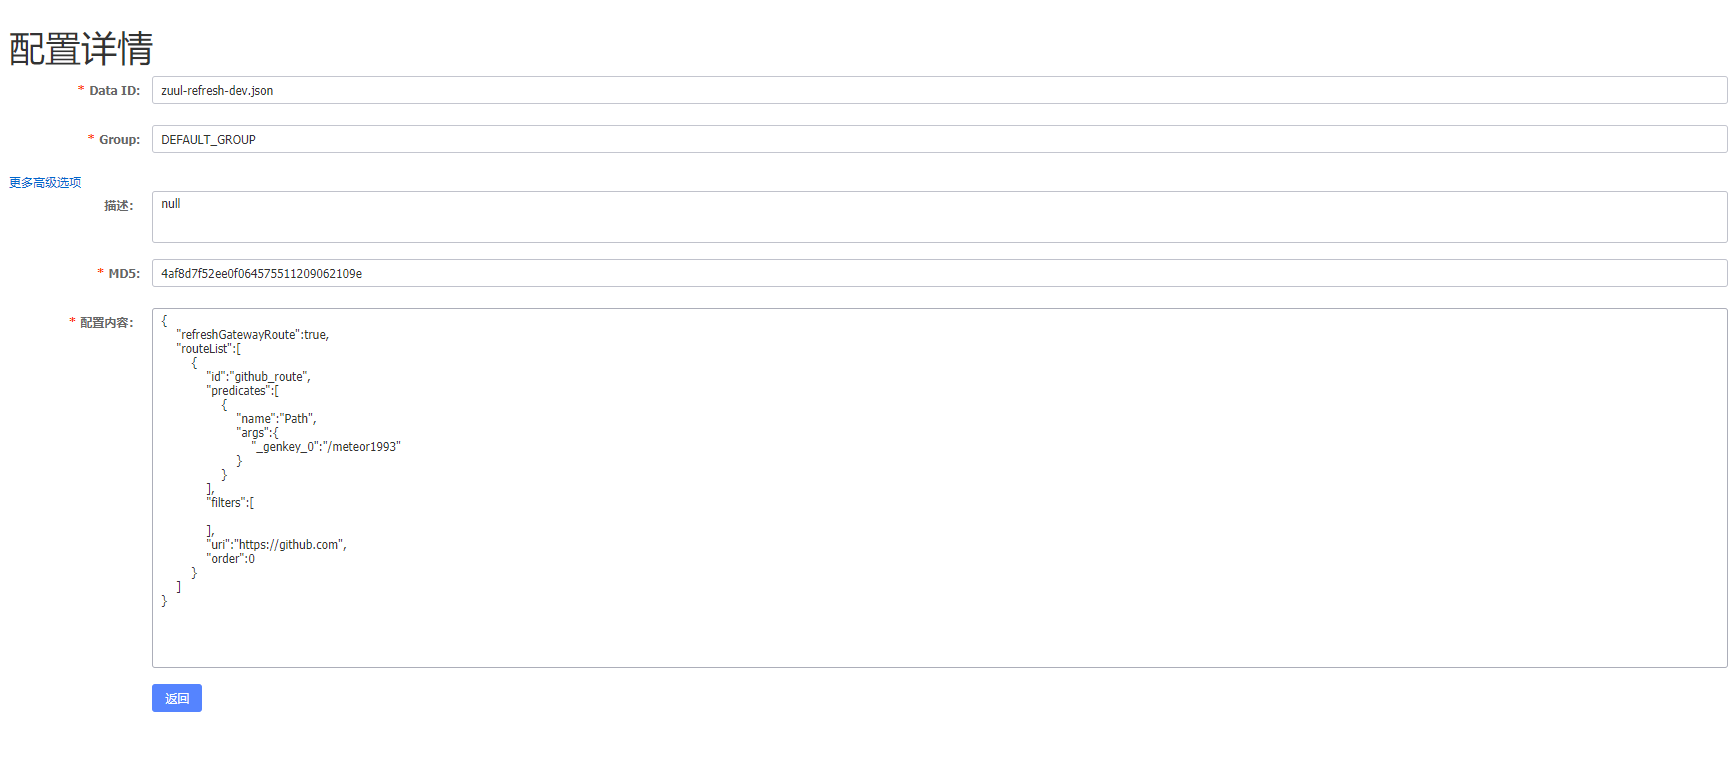 配置详情
* Data ID: zuul-refresh-dev.json
* Group: DEFAULT_GROUP
更多高级选项
描述: null
* MD5: 4af8d7f52ee0f064575511209062109e
* 配置内容: {
"refreshGatewayRoute":true,
"routeList":[
{
"id":"github_route",
"predicates":[
{
"name":"Path",
"args":{
"_genkey_0":"/meteor1993"
}
}
],
"filters":[
],
"uri":"https://github.com",
"order":0
}
]
}
返回